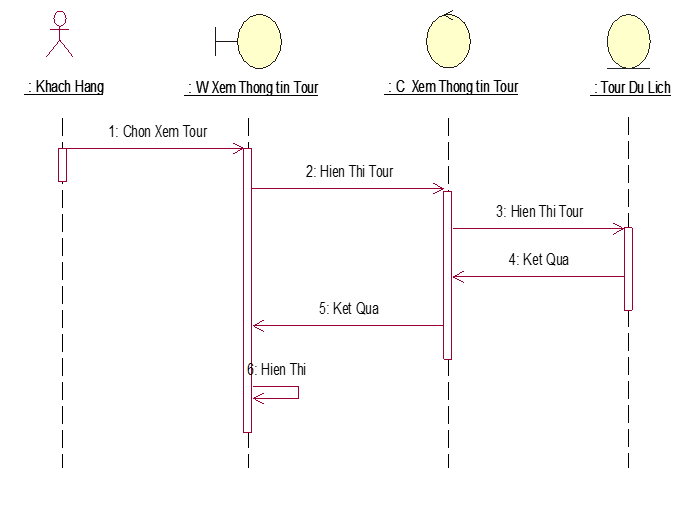 : Khach Hang
: W Xem Thong tin Tour
: C Xem Thong tin Tour
: Tour Du Lich
1: Chon Xem Tour
2: Hien Thi Tour
3: Hien Thi Tour
4: Ket Qua
5: Ket Qua
6: Hien Thi